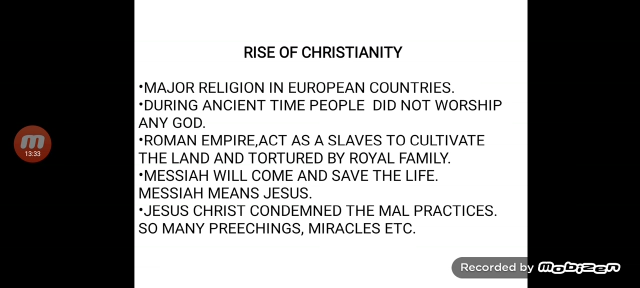 RISE OF CHRISTIANITY
•MAJOR RELIGION IN EUROPEAN COUNTRIES.
•DURING ANCIENT TIME PEOPLE DID NOT WORSHIP
ANY GOD.
•ROMAN EMPIRE,ACT AS A SLAVES TO CULTIVATE
THE LAND AND TORTURED BY ROYAL FAMILY.
•MESSIAH WILL COME AND SAVE THE LIFE.
MESSIAH MEANS JESUS.
•JESUS CHRIST CONDEMNED THE MAL PRACTICES.
SO MANY PREECHINGS, MIRACLES ETC.
13:33
Recorded by MOBIZEN